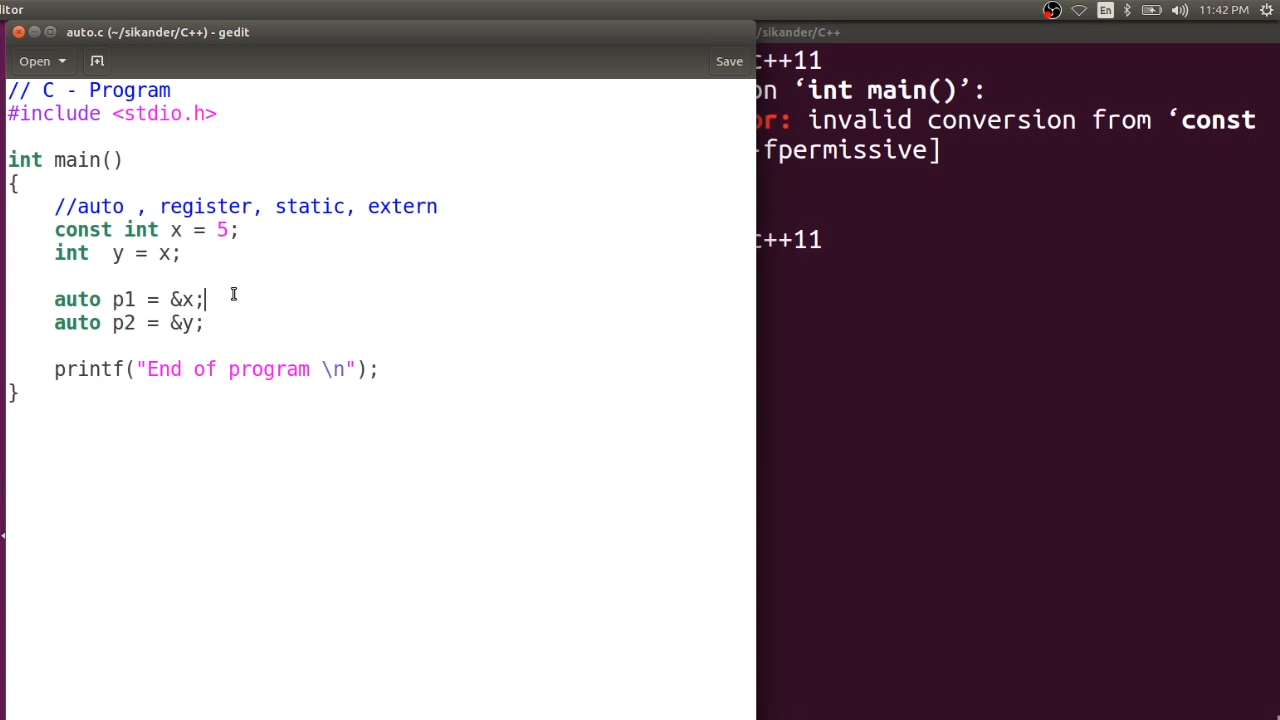 itor
En
11:42 PM
auto.c (~/sikander/C++) - gedit
/sikander/C++
Open
Save
// C - Program
#include <stdio.h>
int main()
{
//auto , register, static, extern
const int x = 5;
int  y = x;
auto p1 = &x;
auto p2 = &y;
printf("End of program \n");
}
c++11
on ‘int main()’:
or: invalid conversion from ‘const
-fpermissive]
c++11